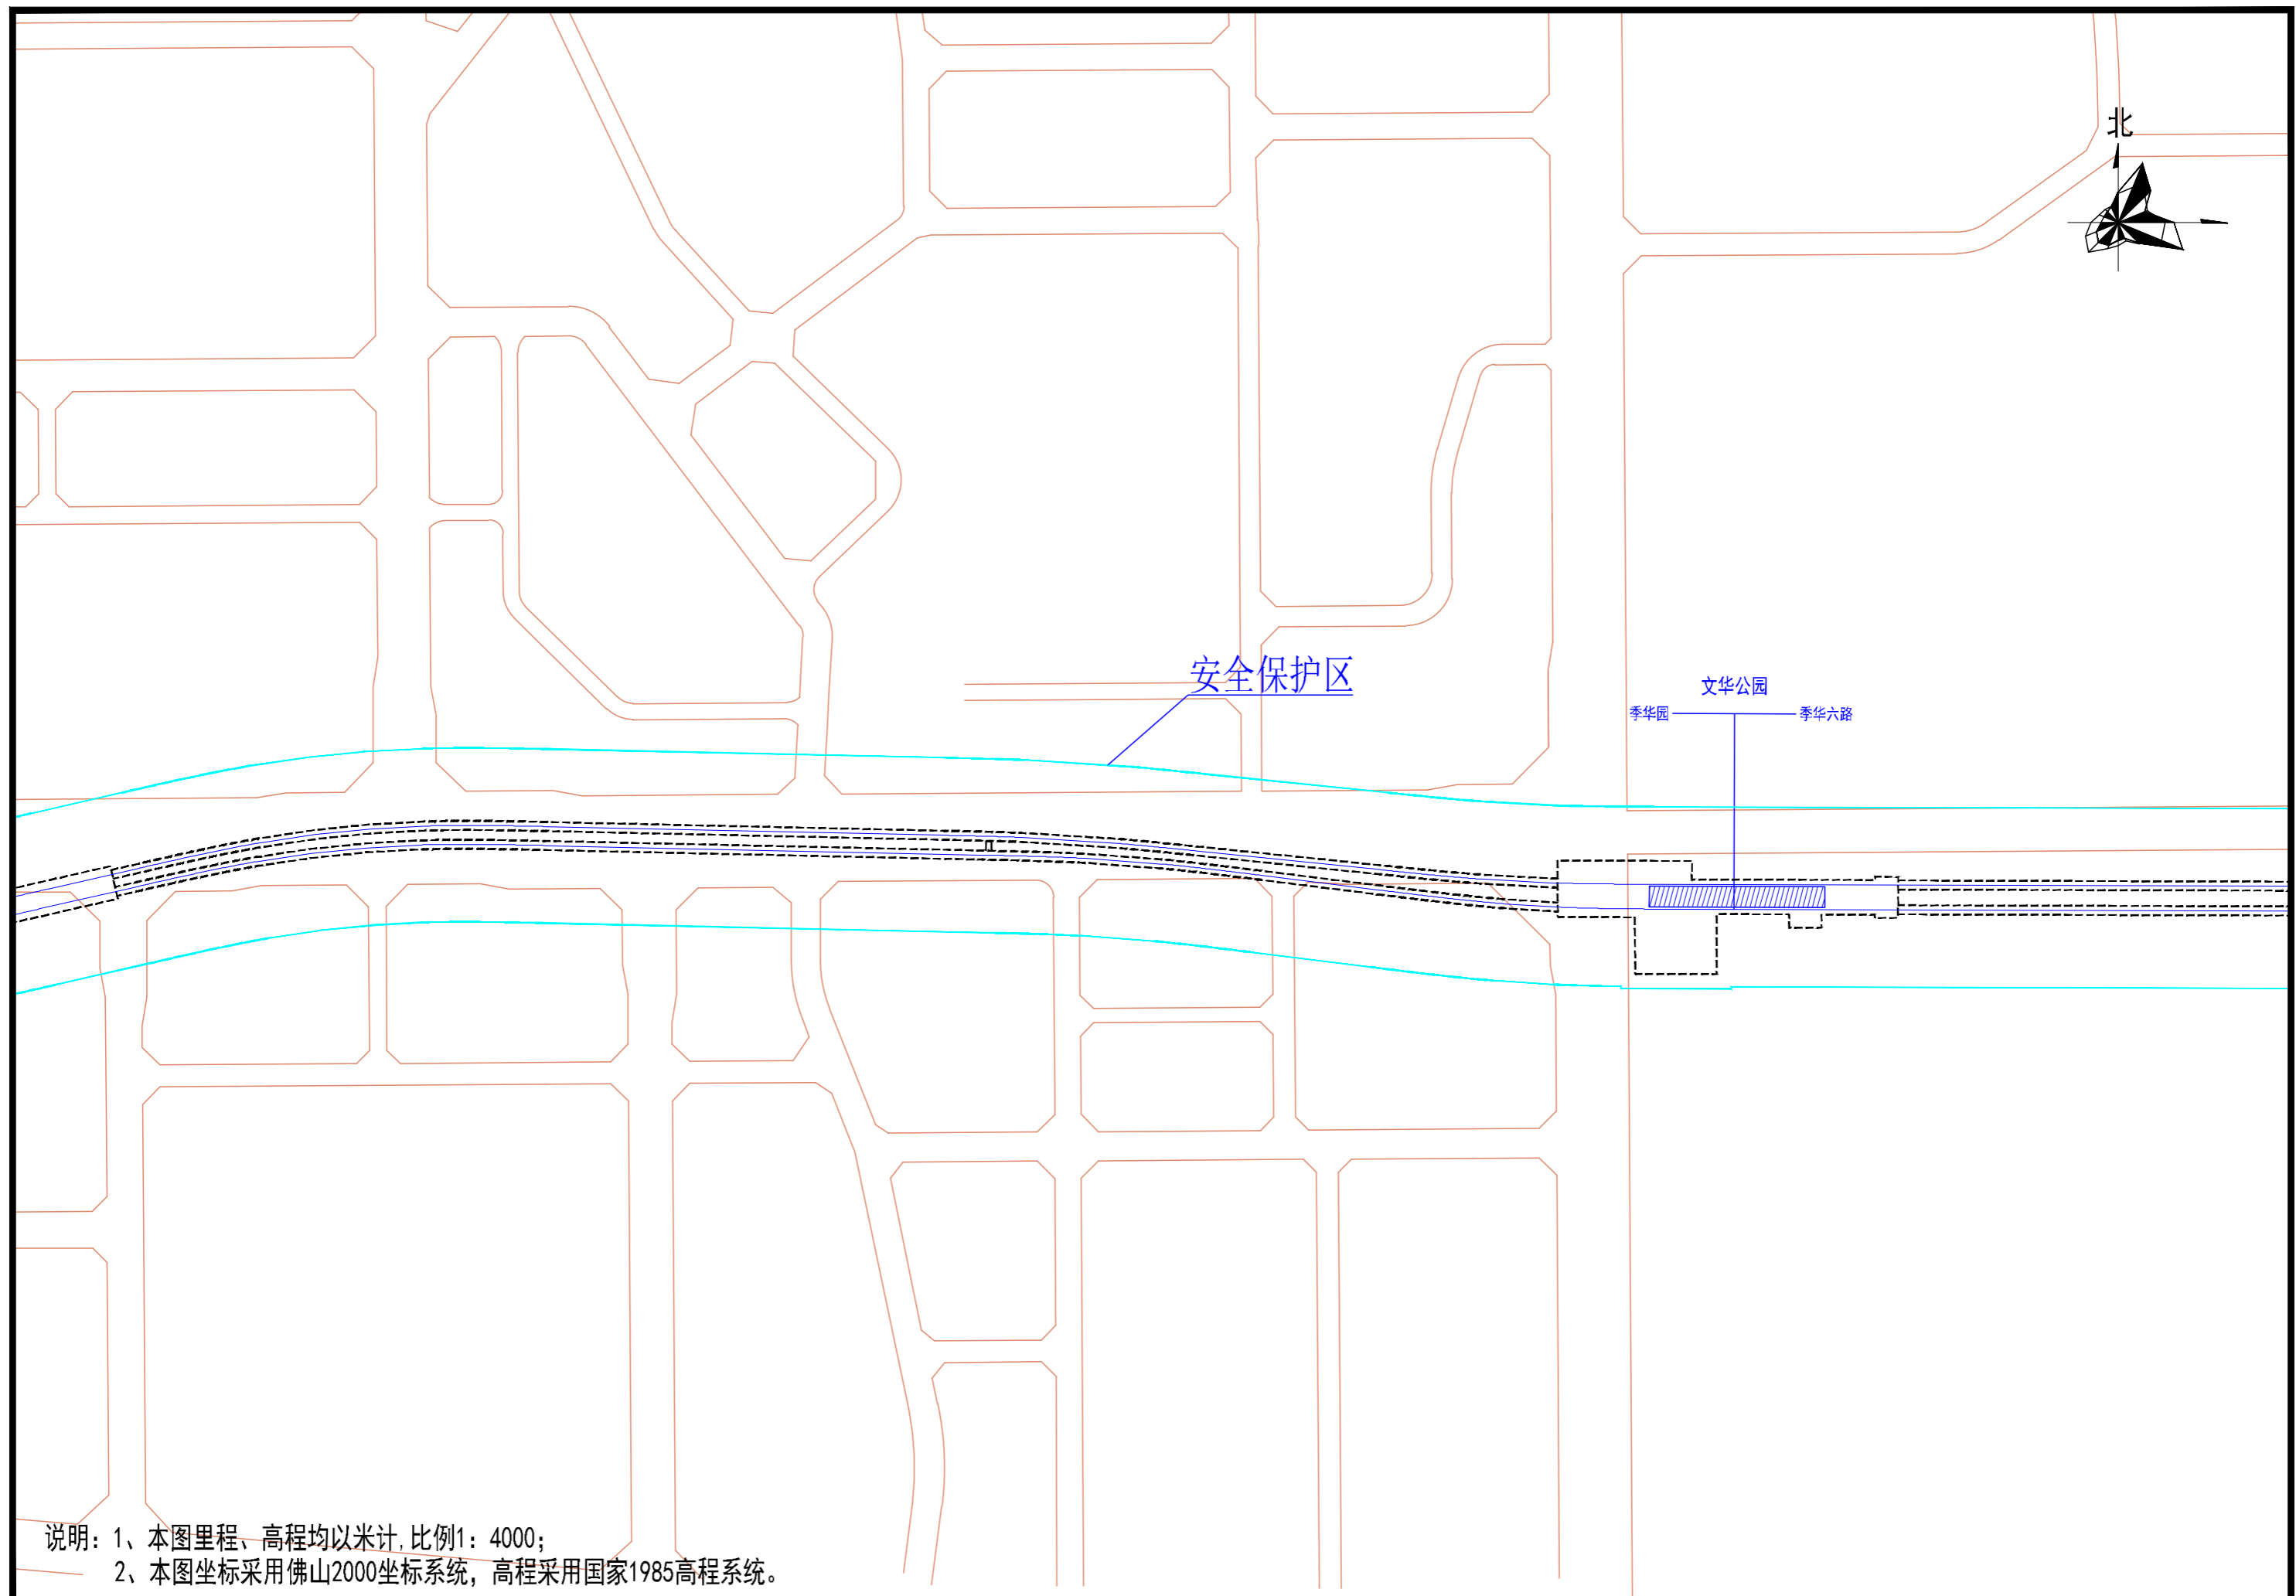 北
安全保护区
文华公园
季华园 季华六路
说明：1、本图里程、高程均以米计,比例1：4000；
2、本图坐标采用佛山2000坐标系统，高程采用国家1985高程系统。